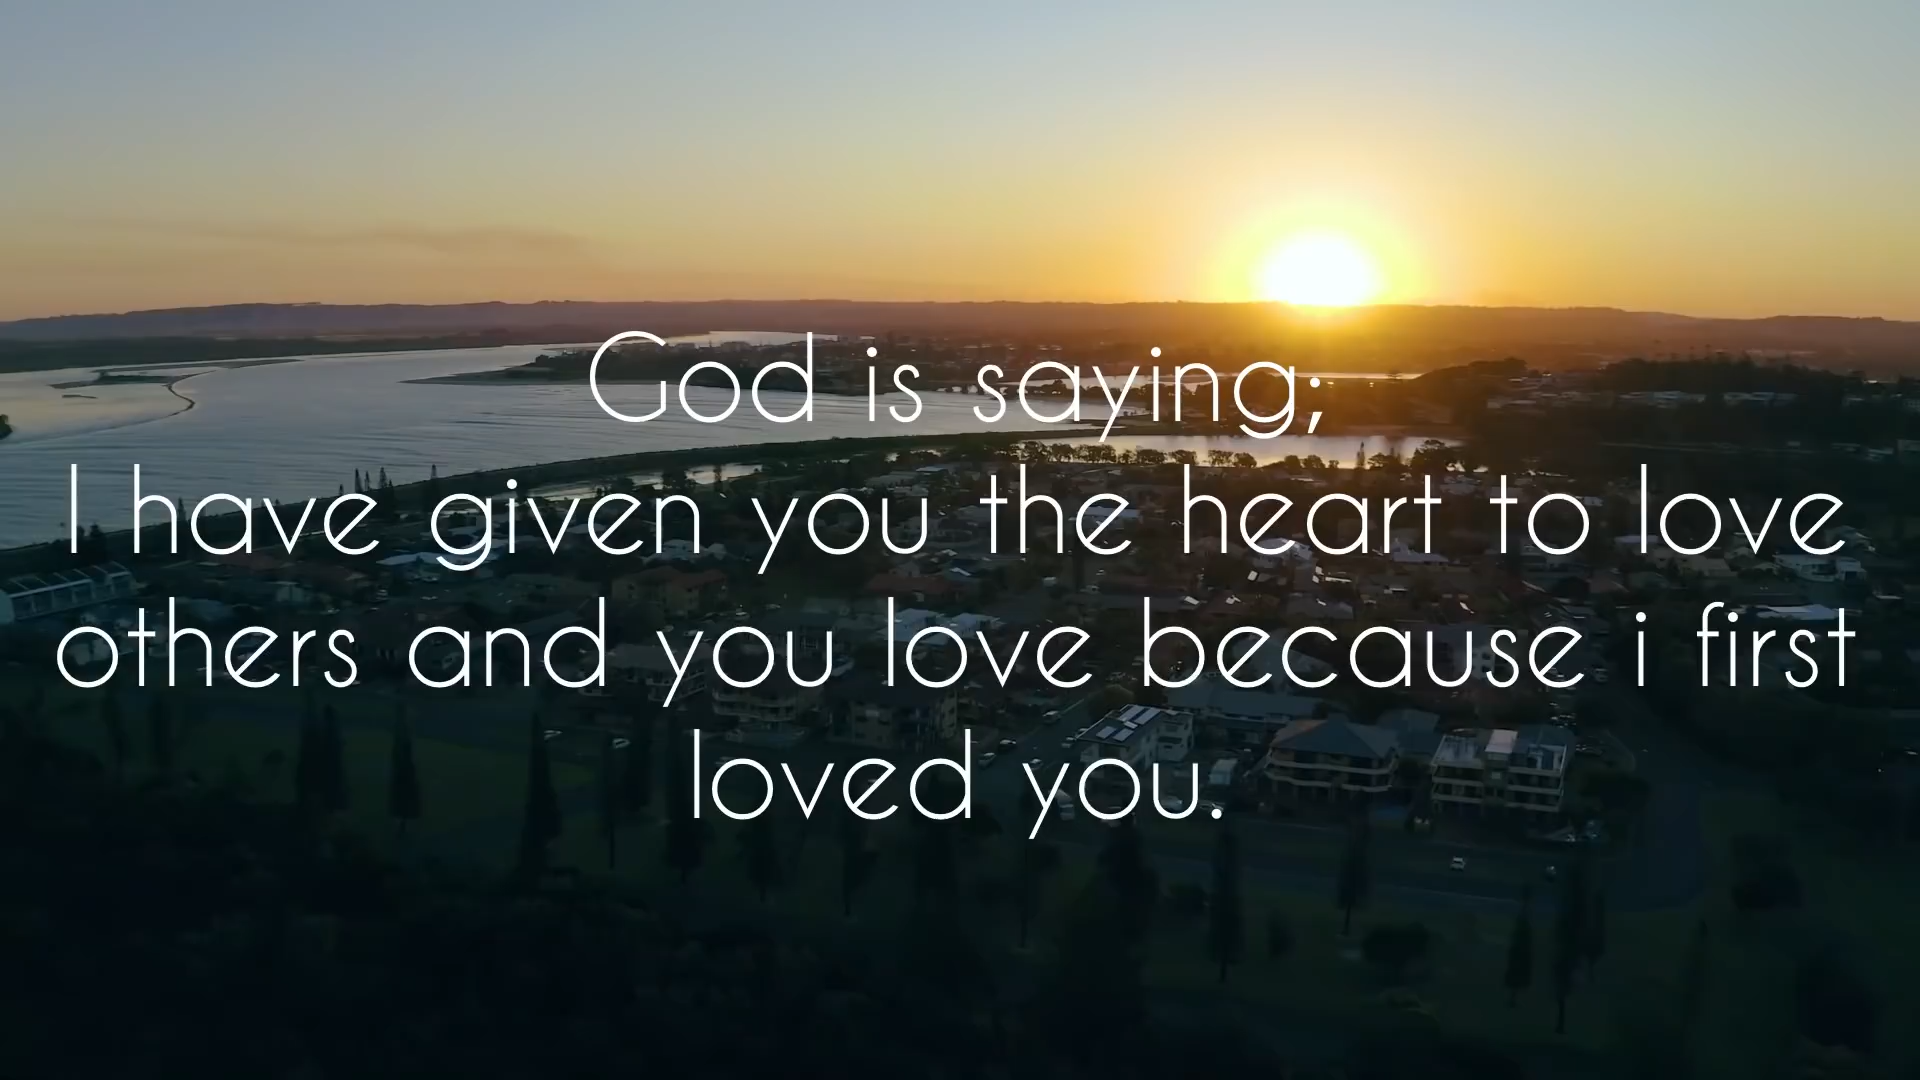 God is saying;
I have given you the heart to love
others and you love because i first
loved you.